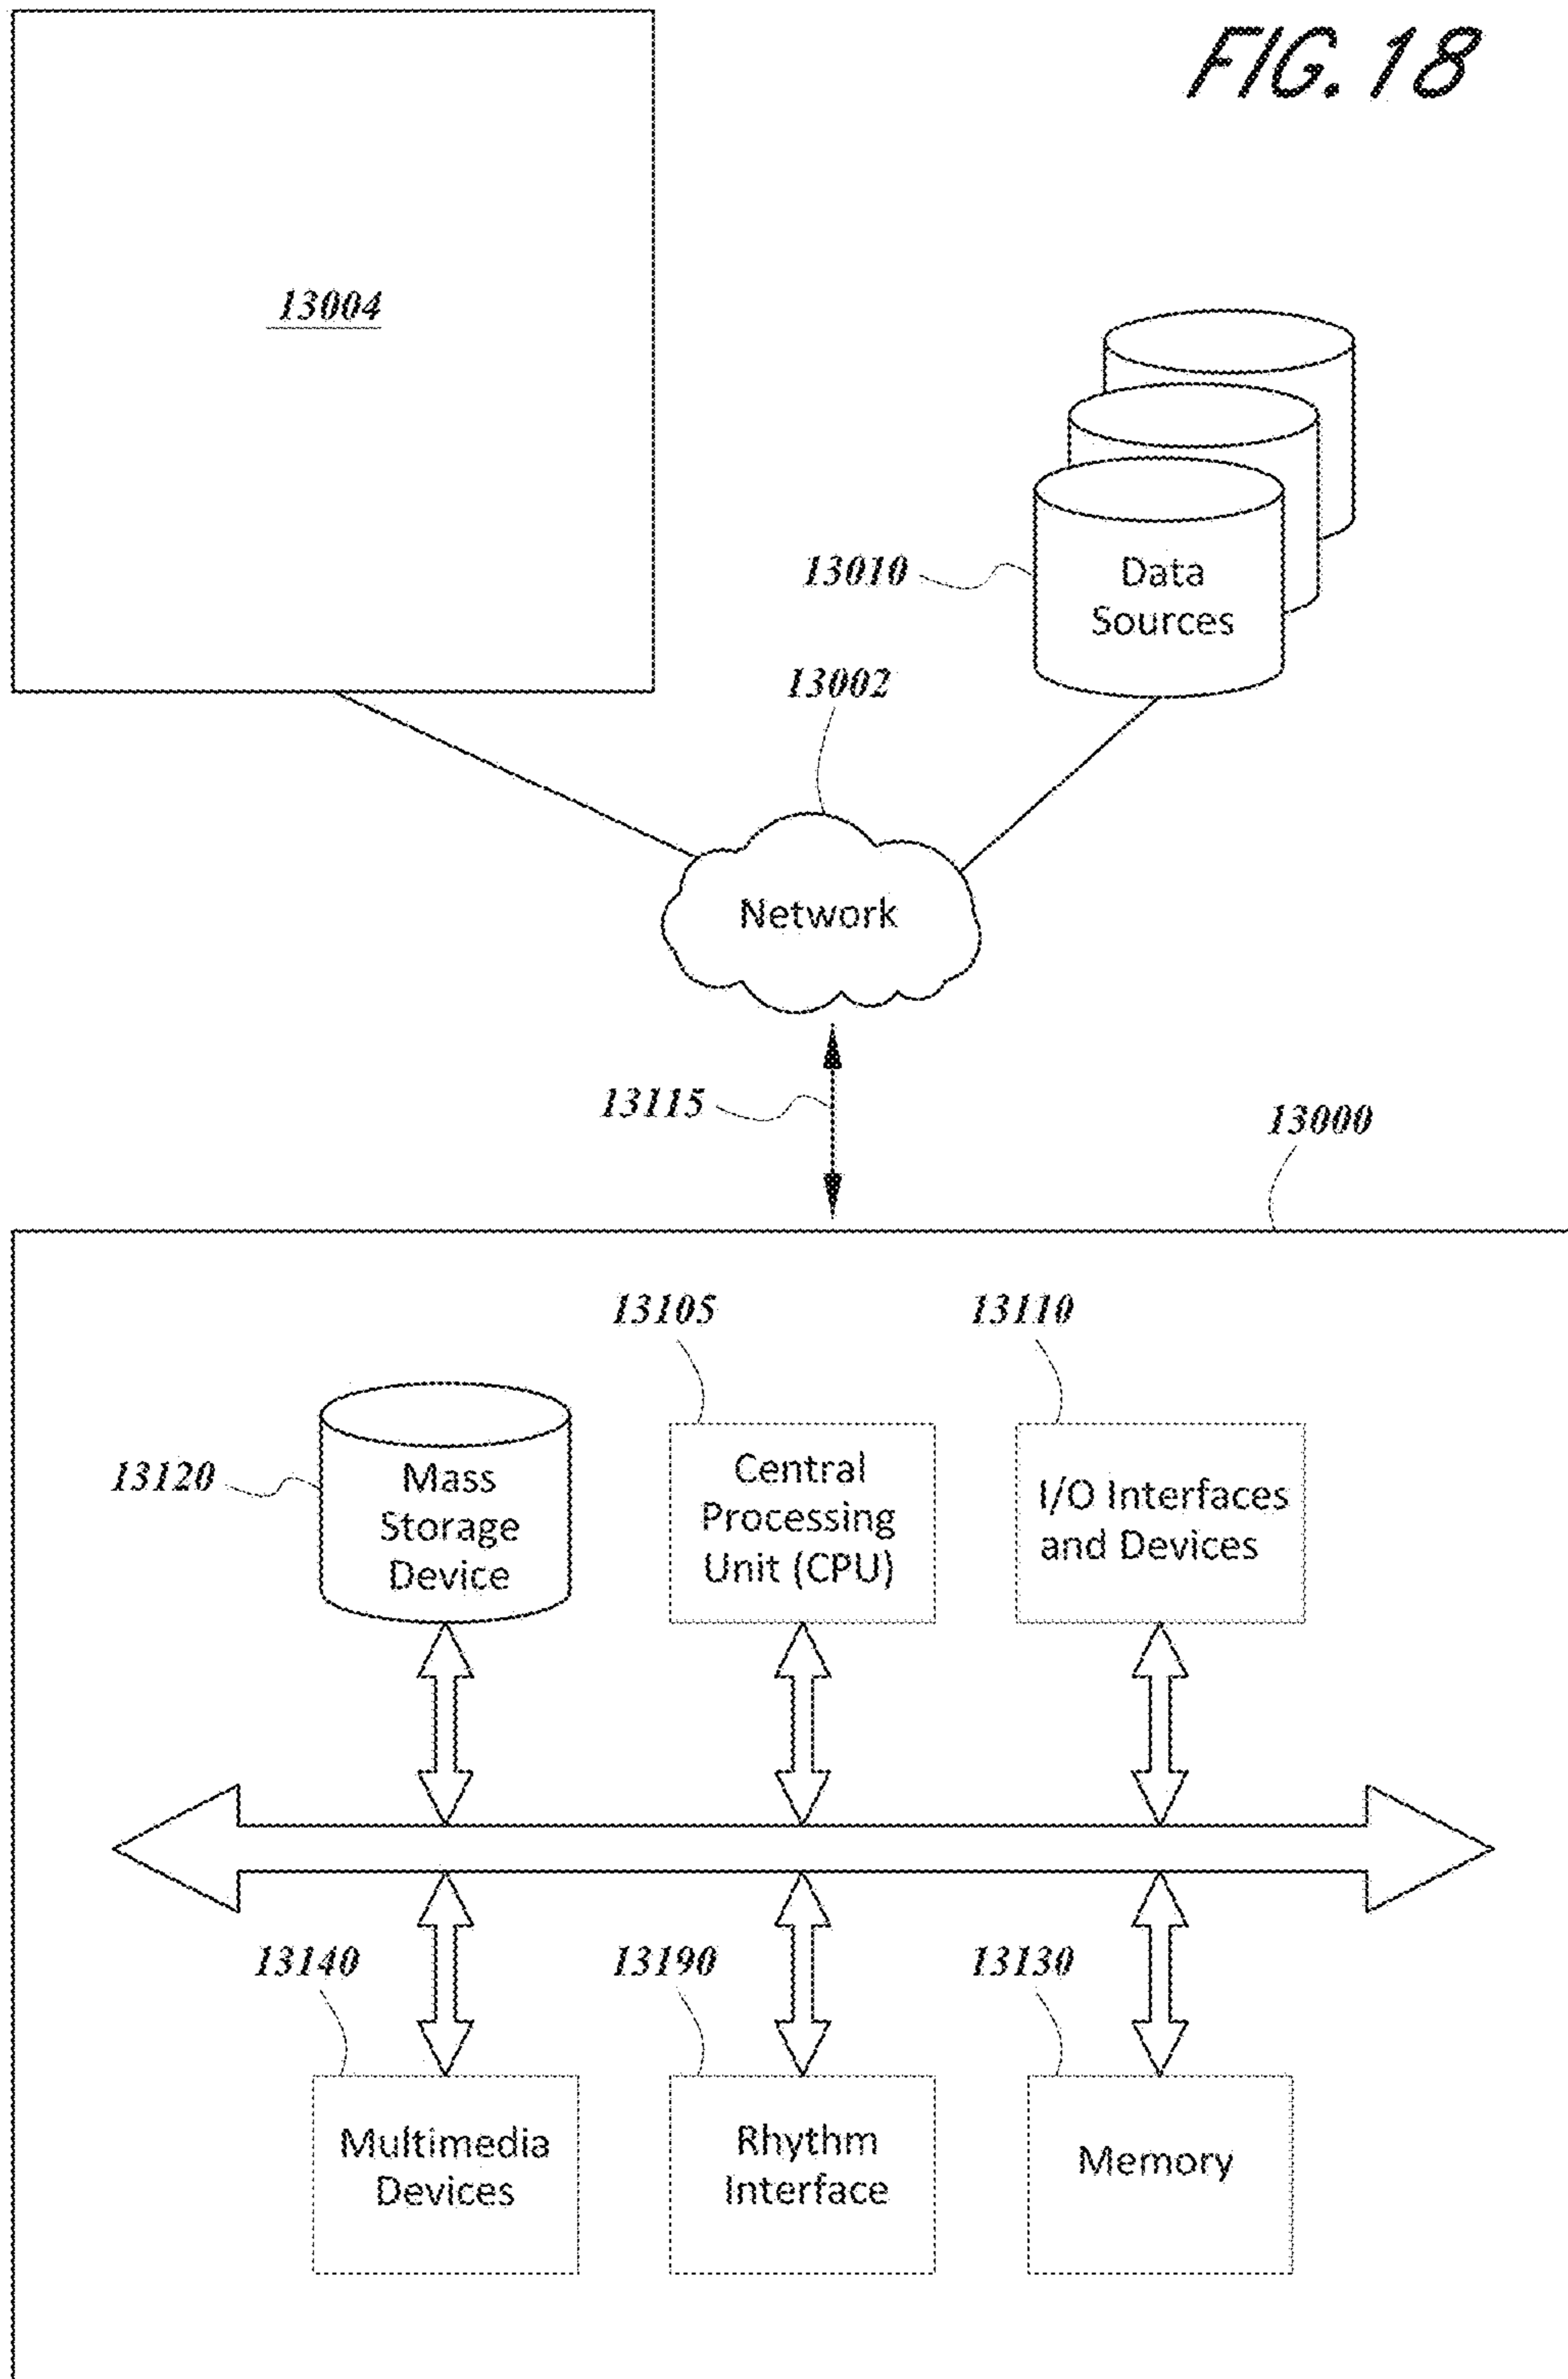 FIG. 18
13004
13010
Data
Sources
13002
Network
13115
13000
13105
13110
13120
Mass
Storage
Device
Central
Processing
Unit (CPU)
I/O Interfaces
and Devices
13140
13190
13130
Multimedia
Devices
Rhythm
Interface
Memory